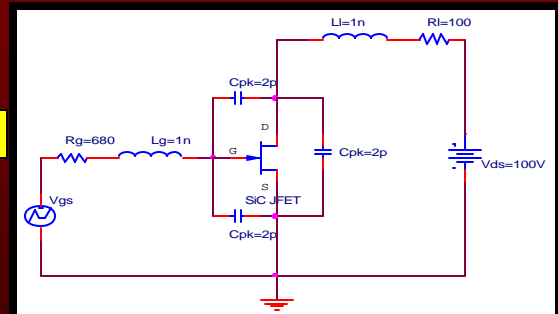 Ll=1n Rl=100
Cpk=2p
D
Rg=680 Lg=1n G Cpk=2p
Vds=100V
S
Vgs SiC JFET
Cpk=2p